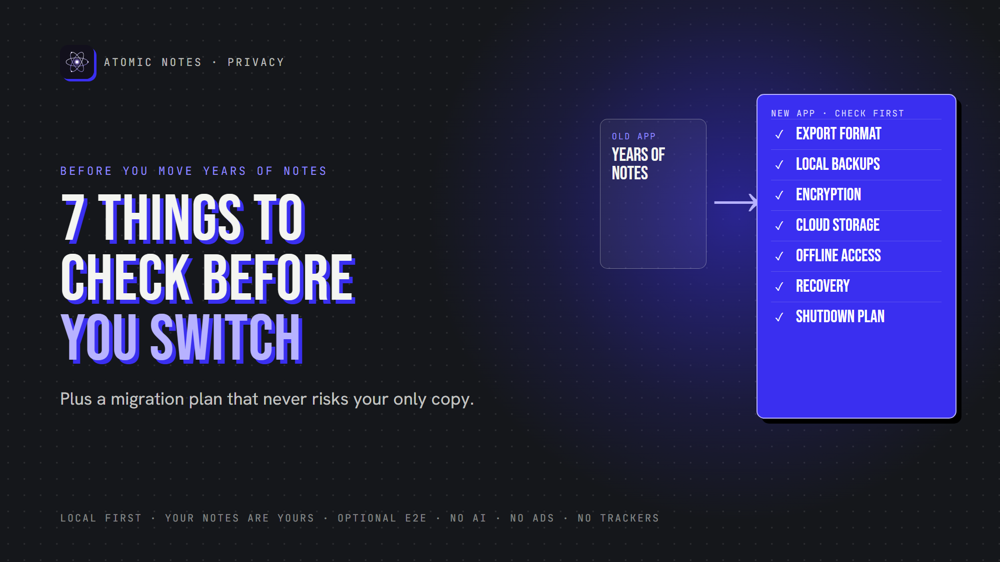 ATOMIC NOTES · PRIVACY
BEFORE YOU MOVE YEARS OF NOTES
7 THINGS TO
CHECK BEFORE
YOU SWITCH
Plus a migration plan that never risks your only copy.
OLD APP
YEARS OF
NOTES
→
NEW APP · CHECK FIRST
✓ EXPORT FORMAT
✓ LOCAL BACKUPS
✓ ENCRYPTION
✓ CLOUD STORAGE
✓ OFFLINE ACCESS
✓ RECOVERY
✓ SHUTDOWN PLAN
LOCAL FIRST · YOUR NOTES ARE YOURS · OPTIONAL E2E · NO AI · NO ADS · NO TRACKERS